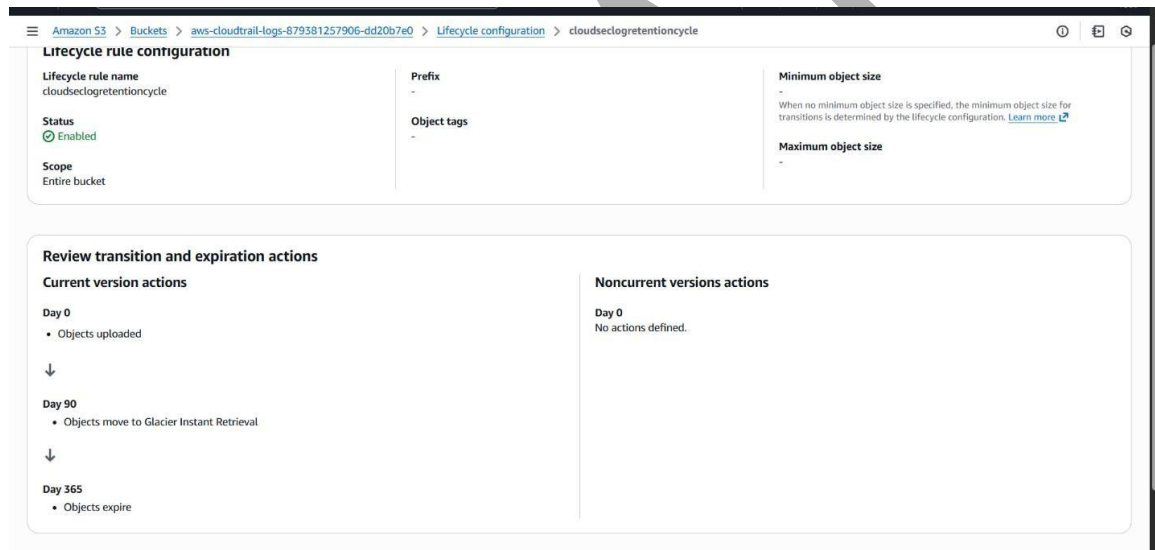 Amazon S3 > Buckets > aws-cloudtrail-logs-879381257906-dd20b7e0 > Lifecycle configuration > cloudseclogretentioncycle
Lifecycle rule configuration
Lifecycle rule name
cloudseclogretentioncycle
Status
Enabled
Scope
Entire bucket
Prefix
-
Object tags
-
Minimum object size
-
When no minimum object size is specified, the minimum object size for
transitions is determined by the lifecycle configuration. Learn more
Maximum object size
-
Review transition and expiration actions
Current version actions
Day 0
• Objects uploaded
↓
Day 90
• Objects move to Glacier Instant Retrieval
↓
Day 365
• Objects expire
Noncurrent versions actions
Day 0
No actions defined.